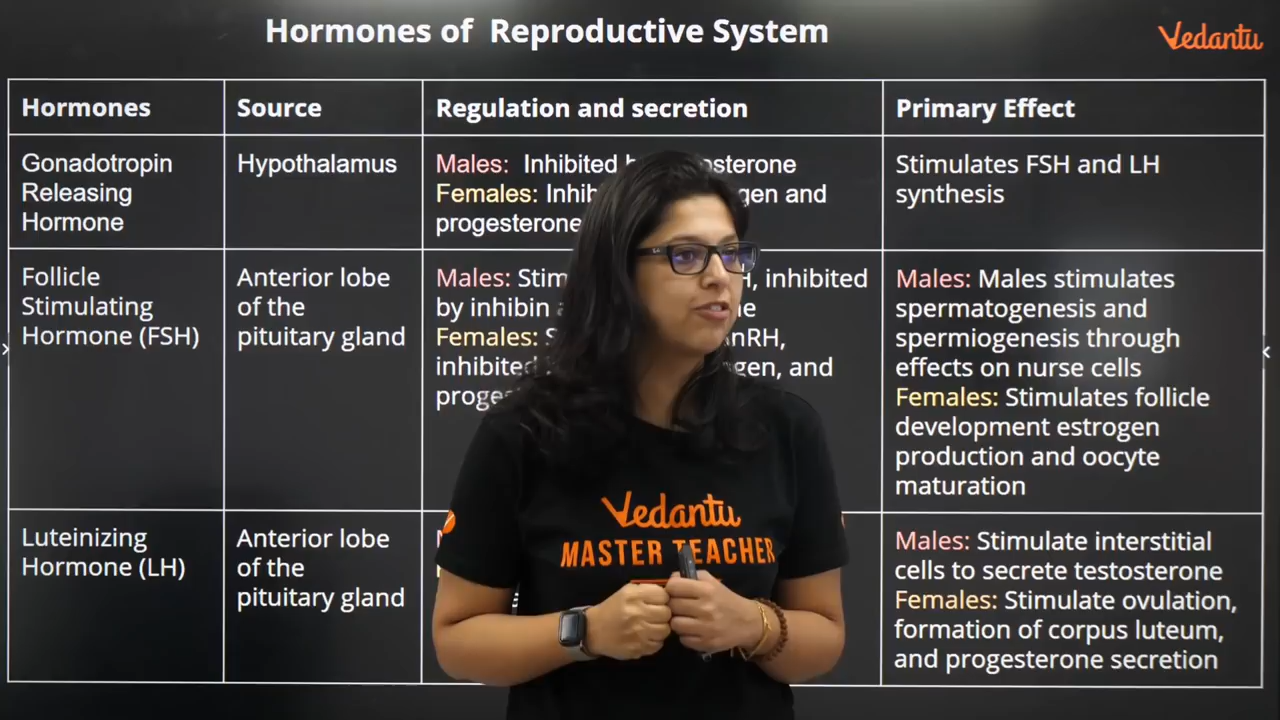 Hormones of Reproductive System
Vedantu
Hormones
Source
Regulation and secretion
Primary Effect
Gonadotropin
Releasing
Hormone
Hypothalamus
Males: Inhibited
Females: and
progesterone
Stimulates FSH and LH
synthesis
Follicle
Stimulating
Hormone (FSH)
Anterior lobe
of the
pituitary gland
Males: inhibited
by inhibin
Females:
inhibited and
Males: Males stimulates
spermatogenesis and
spermiogenesis through
effects on nurse cells
Females: Stimulates follicle
development estrogen
production and oocyte
maturation
Luteinizing
Hormone (LH)
Anterior lobe
of the
pituitary gland
Males: Stimulate interstitial
cells to secrete testosterone
Females: Stimulate ovulation,
formation of corpus luteum,
and progesterone secretion
Vedantu
MASTER TEACHER